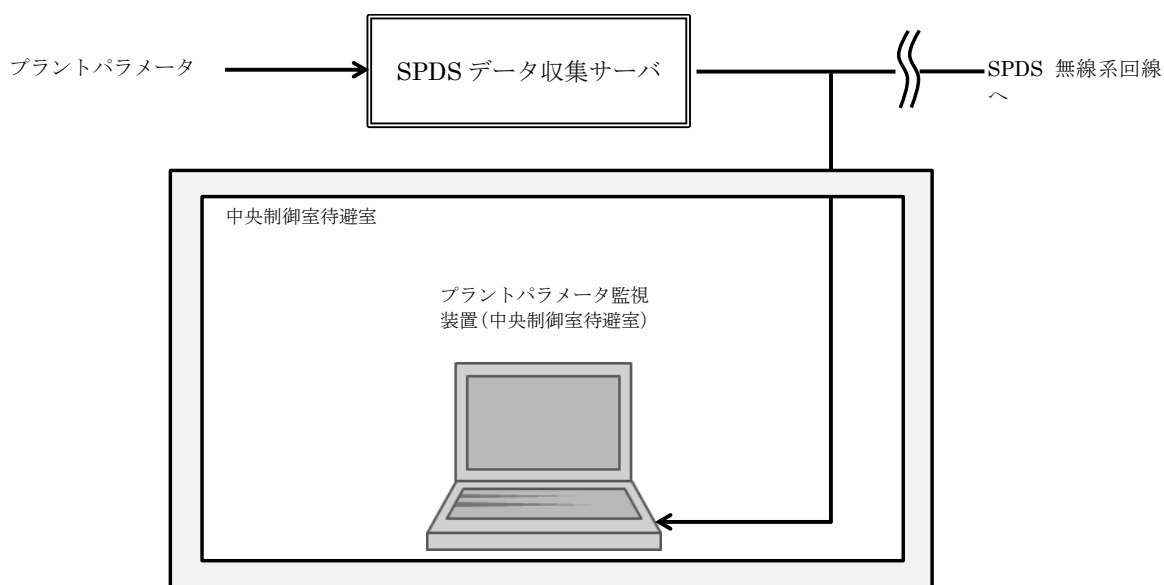 プラントパラメータ
SPDS データ収集サーバ
SPDS 無線系回線
へ
中央制御室待避室
プラントパラメータ監視
装置(中央制御室待避室)